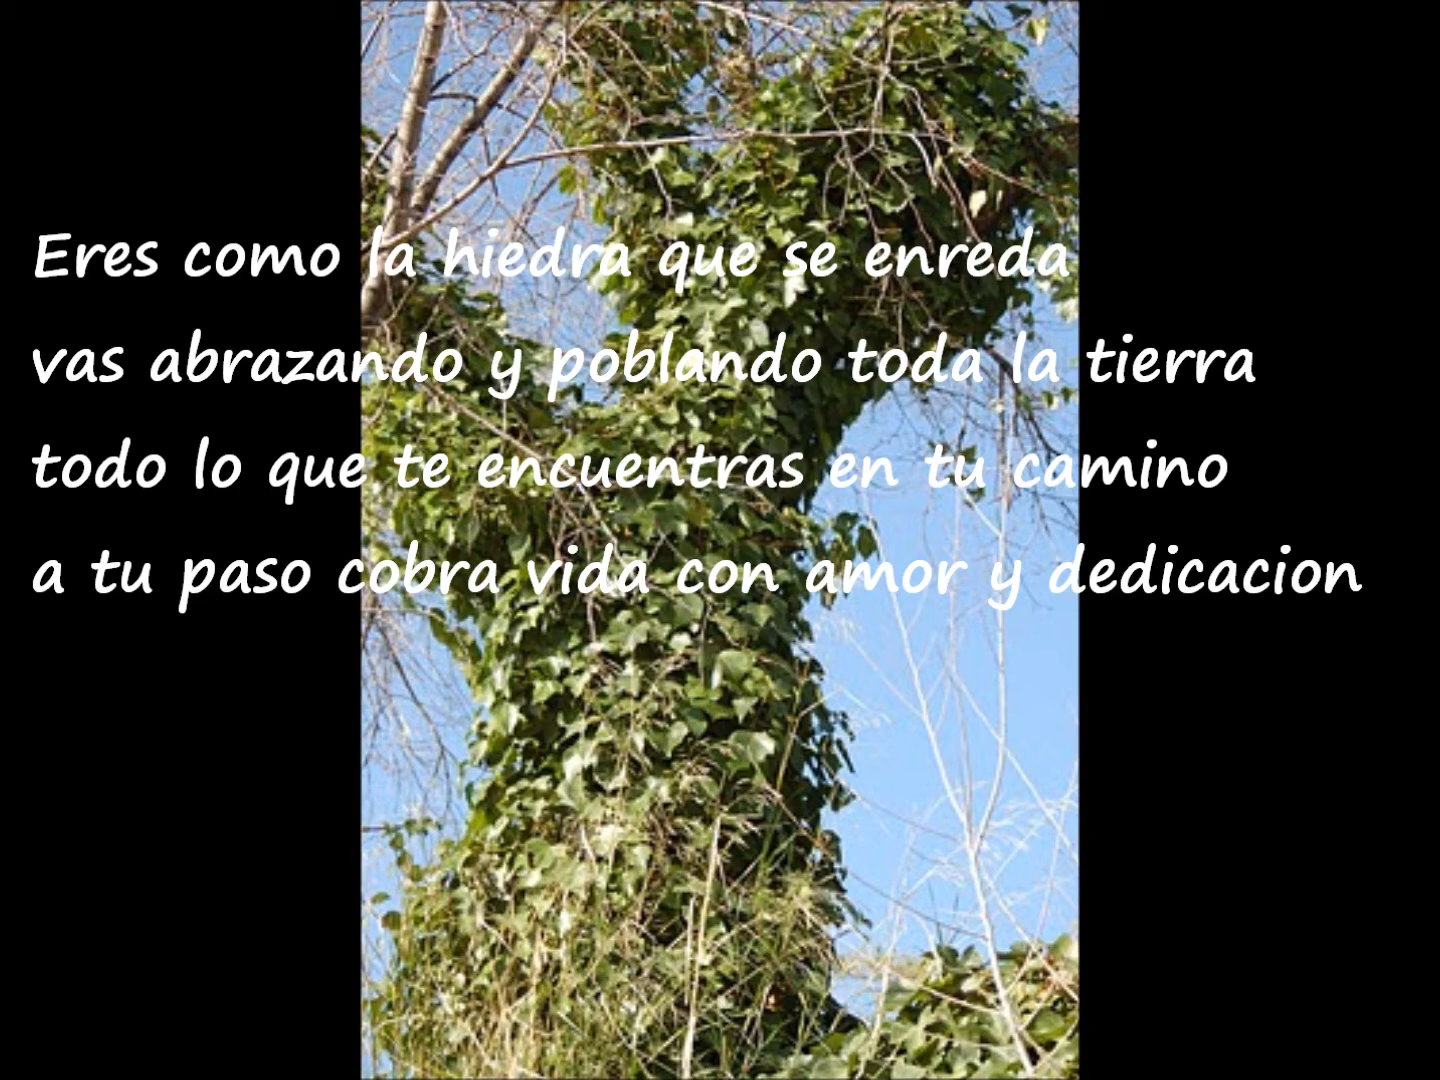 Eres como la hiedra que se enreda
vas abrazando y poblando toda la tierra
todo lo que te encuentras en tu camino
a tu paso cobra vida con amor y dedicacion